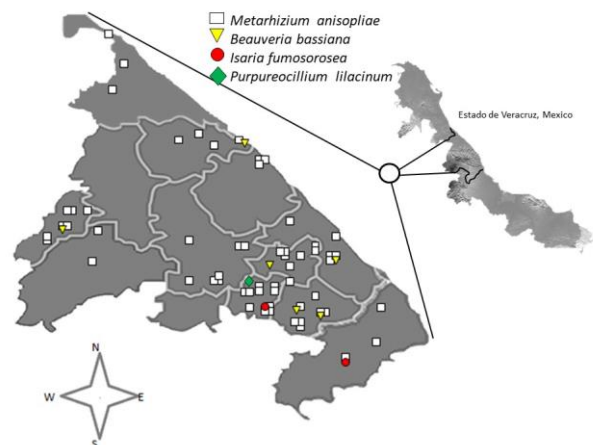 Metarhizium anisopliae
Beauveria bassiana
Isaria fumosorosea
Purpureocillium lilacinum
Estado de Veracruz, Mexico
N
W
E
S